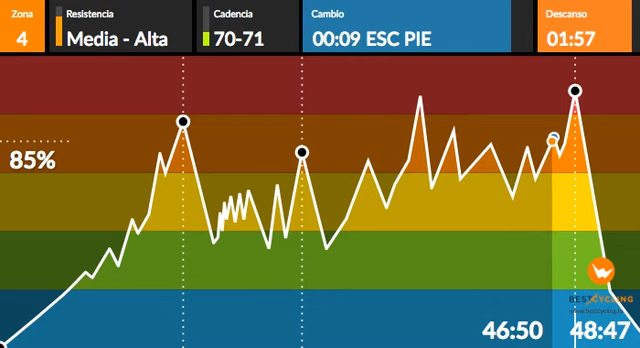 Zona
4
Resistencia
Media - Alta
Cadencia
70-71
Cambio
00:09 ESC PIE
Descanso
01:57
85%
BESTCYCLING
46:50
48:47